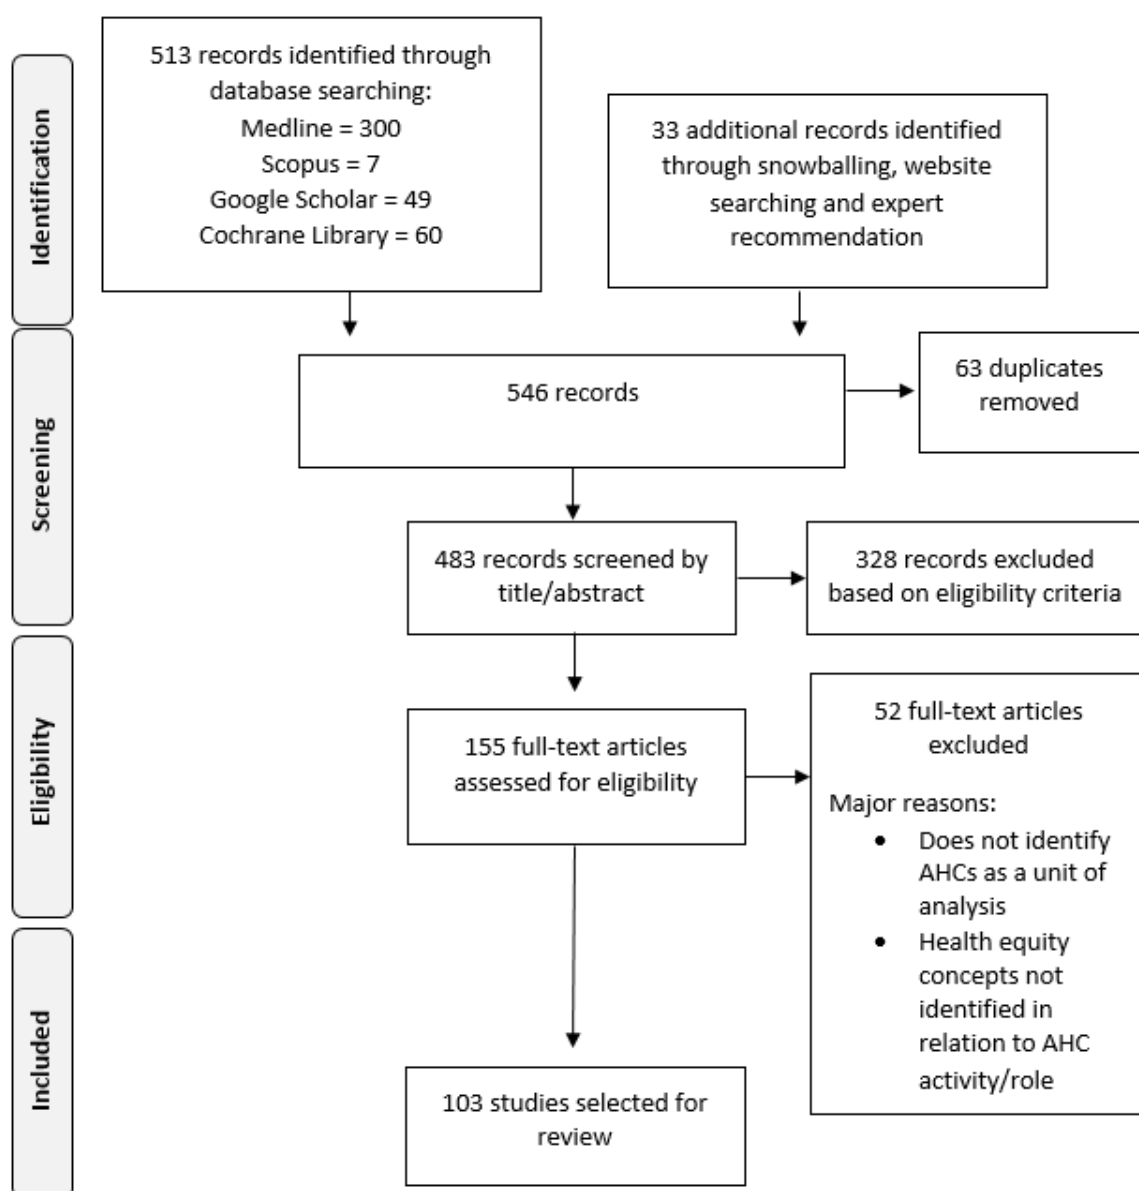 Identification
513 records identified through
database searching:
Medline = 300
Scopus = 7
Google Scholar = 49
Cochrane Library = 60
33 additional records identified
through snowballing, website
searching and expert
recommendation
Screening
546 records
63 duplicates
removed
483 records screened by
title/abstract
328 records excluded
based on eligibility criteria
Eligibility
155 full-text articles
assessed for eligibility
52 full-text articles
excluded
Major reasons:
• Does not identify
AHCs as a unit of
analysis
• Health equity
concepts not
identified in
relation to AHC
activity/role
Included
103 studies selected for
review